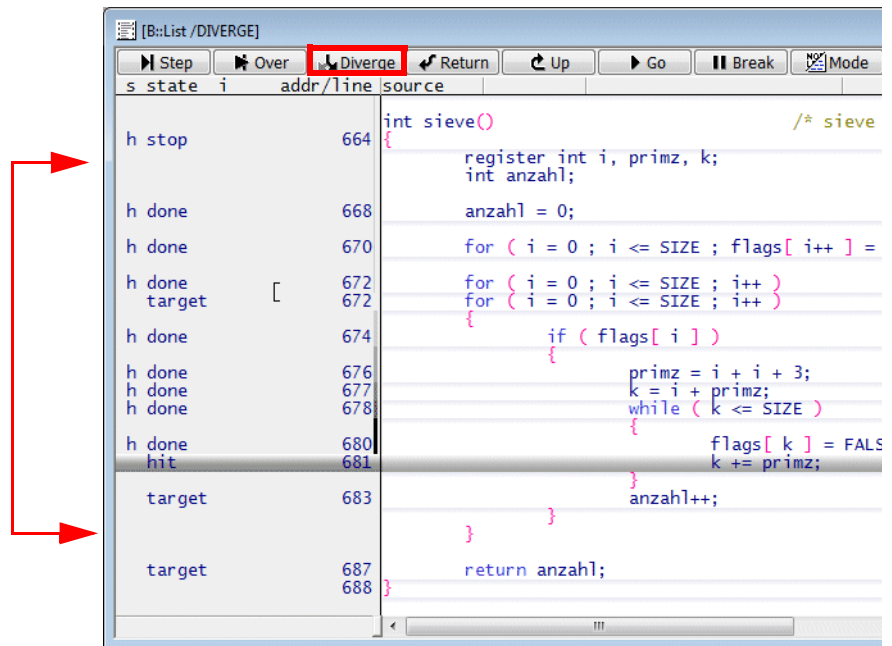 [B::List /DIVERGE]
Step Over Diverge Return Up Go Break Mode
s state i addr/line source
int sieve() /* sieve
h stop 664 {
register int i, primz, k;
int anzahl;
h done 668 anzahl = 0;
h done 670 for ( i = 0 ; i <= SIZE ; flags[ i++ ] =
h done 672 for ( i = 0 ; i <= SIZE ; i++ )
target 672 for ( i = 0 ; i <= SIZE ; i++ )
{
h done 674 if ( flags[ i ] )
{
h done 676 primz = i + i + 3;
h done 677 k = i + primz;
h done 678 while ( k <= SIZE )
{
h done 680 flags[ k ] = FALS
hit 681 k += primz;
}
target 683 anzahl++;
}
}
target 687 return anzahl;
688 }